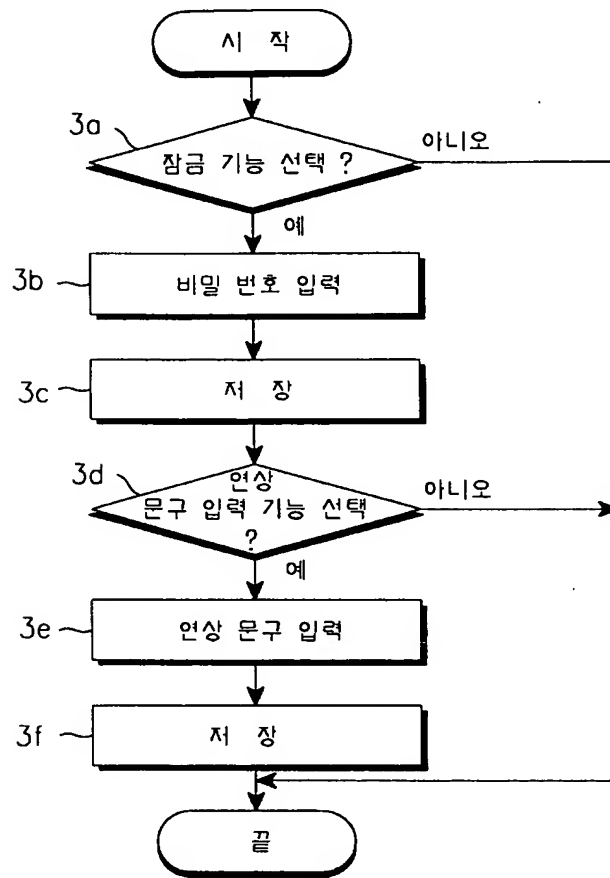 시 작
3a
잠금 기능 선택 ?
아니오
예
3b
비밀 번호 입력
3c
저 장
3d
연상
문구 입력 기능 선택
?
아니오
예
3e
연상 문구 입력
3f
저 장
끝